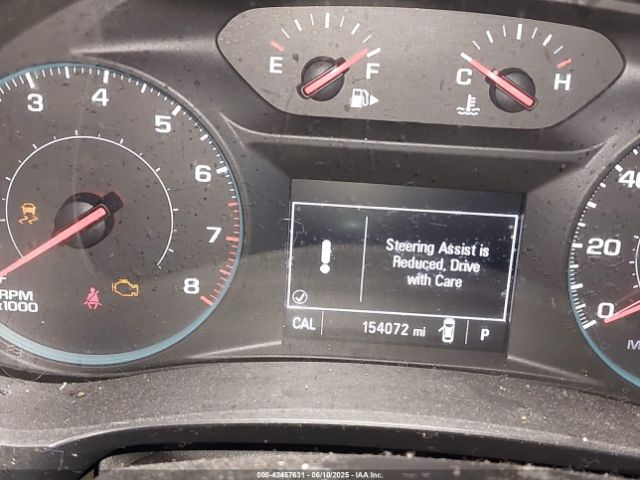 E F
C H
3 4 5 6 7 8
RPM
x1000
Steering Assist is
Reduced, Drive
with Care
CAL 154072 mi P
40
20
0
000-42457631 - 06/10/2025 - IAAI, Inc.